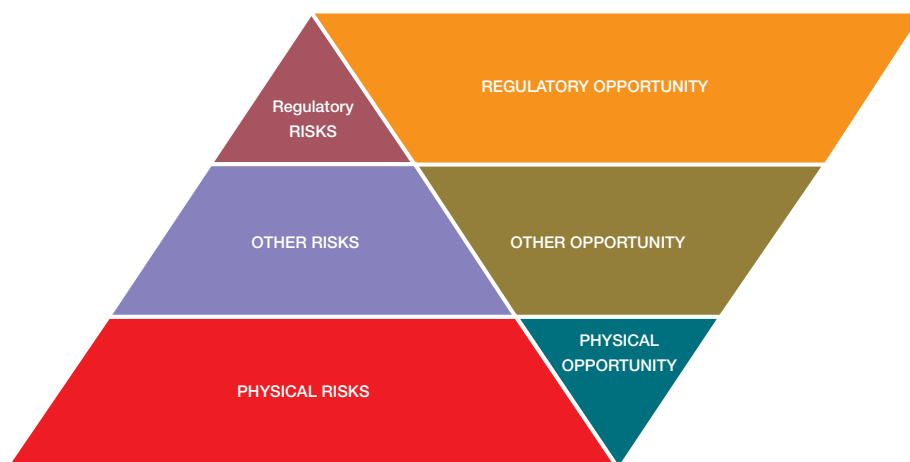 REGULATORY OPPORTUNITY
Regulatory
RISKS
OTHER RISKS
OTHER OPPORTUNITY
PHYSICAL
OPPORTUNITY
PHYSICAL RISKS